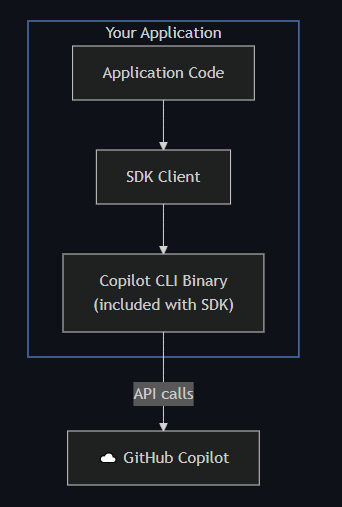 Your Application
Application Code
SDK Client
Copilot CLI Binary
(included with SDK)
API calls
GitHub Copilot